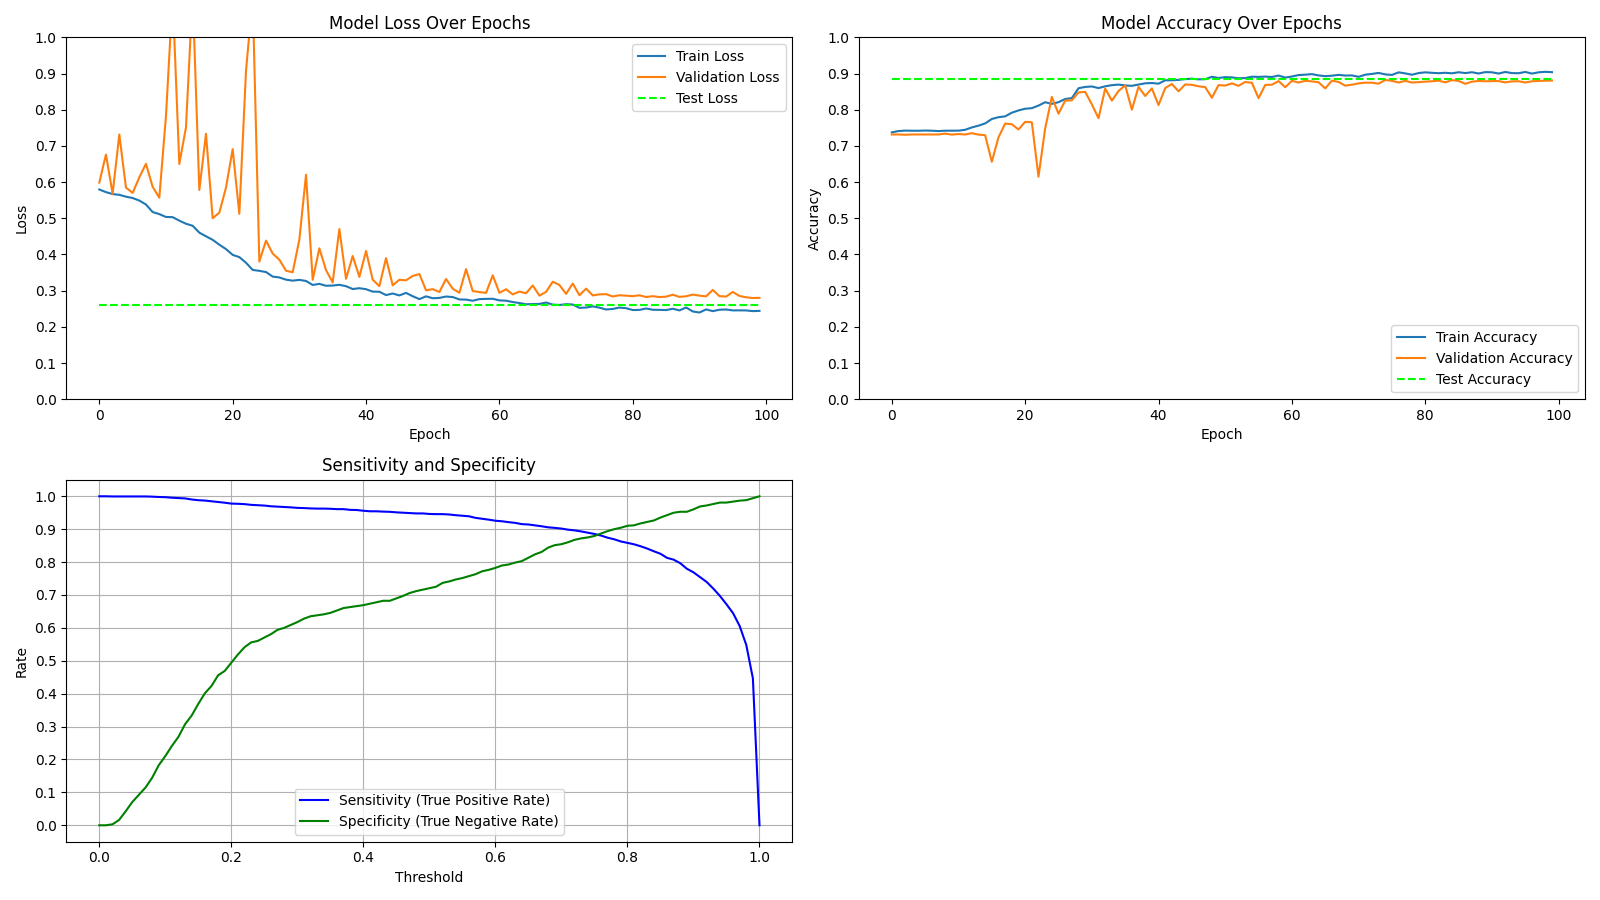 Model Loss Over Epochs
1.0
0.9
0.8
0.7
0.6
0.5
0.4
0.3
0.2
0.1
0.0
Loss
0 20 40 60 80 100
Epoch
Train Loss
Validation Loss
Test Loss
Model Accuracy Over Epochs
1.0
0.9
0.8
0.7
0.6
0.5
0.4
0.3
0.2
0.1
0.0
Accuracy
0 20 40 60 80 100
Epoch
Train Accuracy
Validation Accuracy
Test Accuracy
Sensitivity and Specificity
1.0
0.9
0.8
0.7
0.6
0.5
0.4
0.3
0.2
0.1
0.0
Rate
0.0 0.2 0.4 0.6 0.8 1.0
Threshold
Sensitivity (True Positive Rate)
Specificity (True Negative Rate)